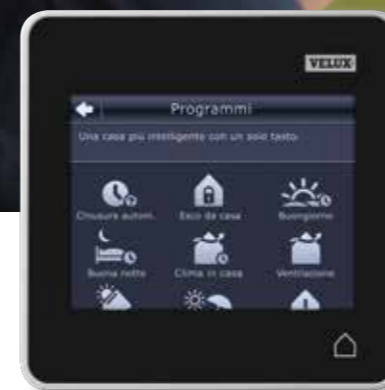 VELUX
Programmi
Una casa più intelligente con un solo tasto.
Chiusura autom.
Esco da casa
Buongiorno
Buona notte
Clima in casa
Ventilazione